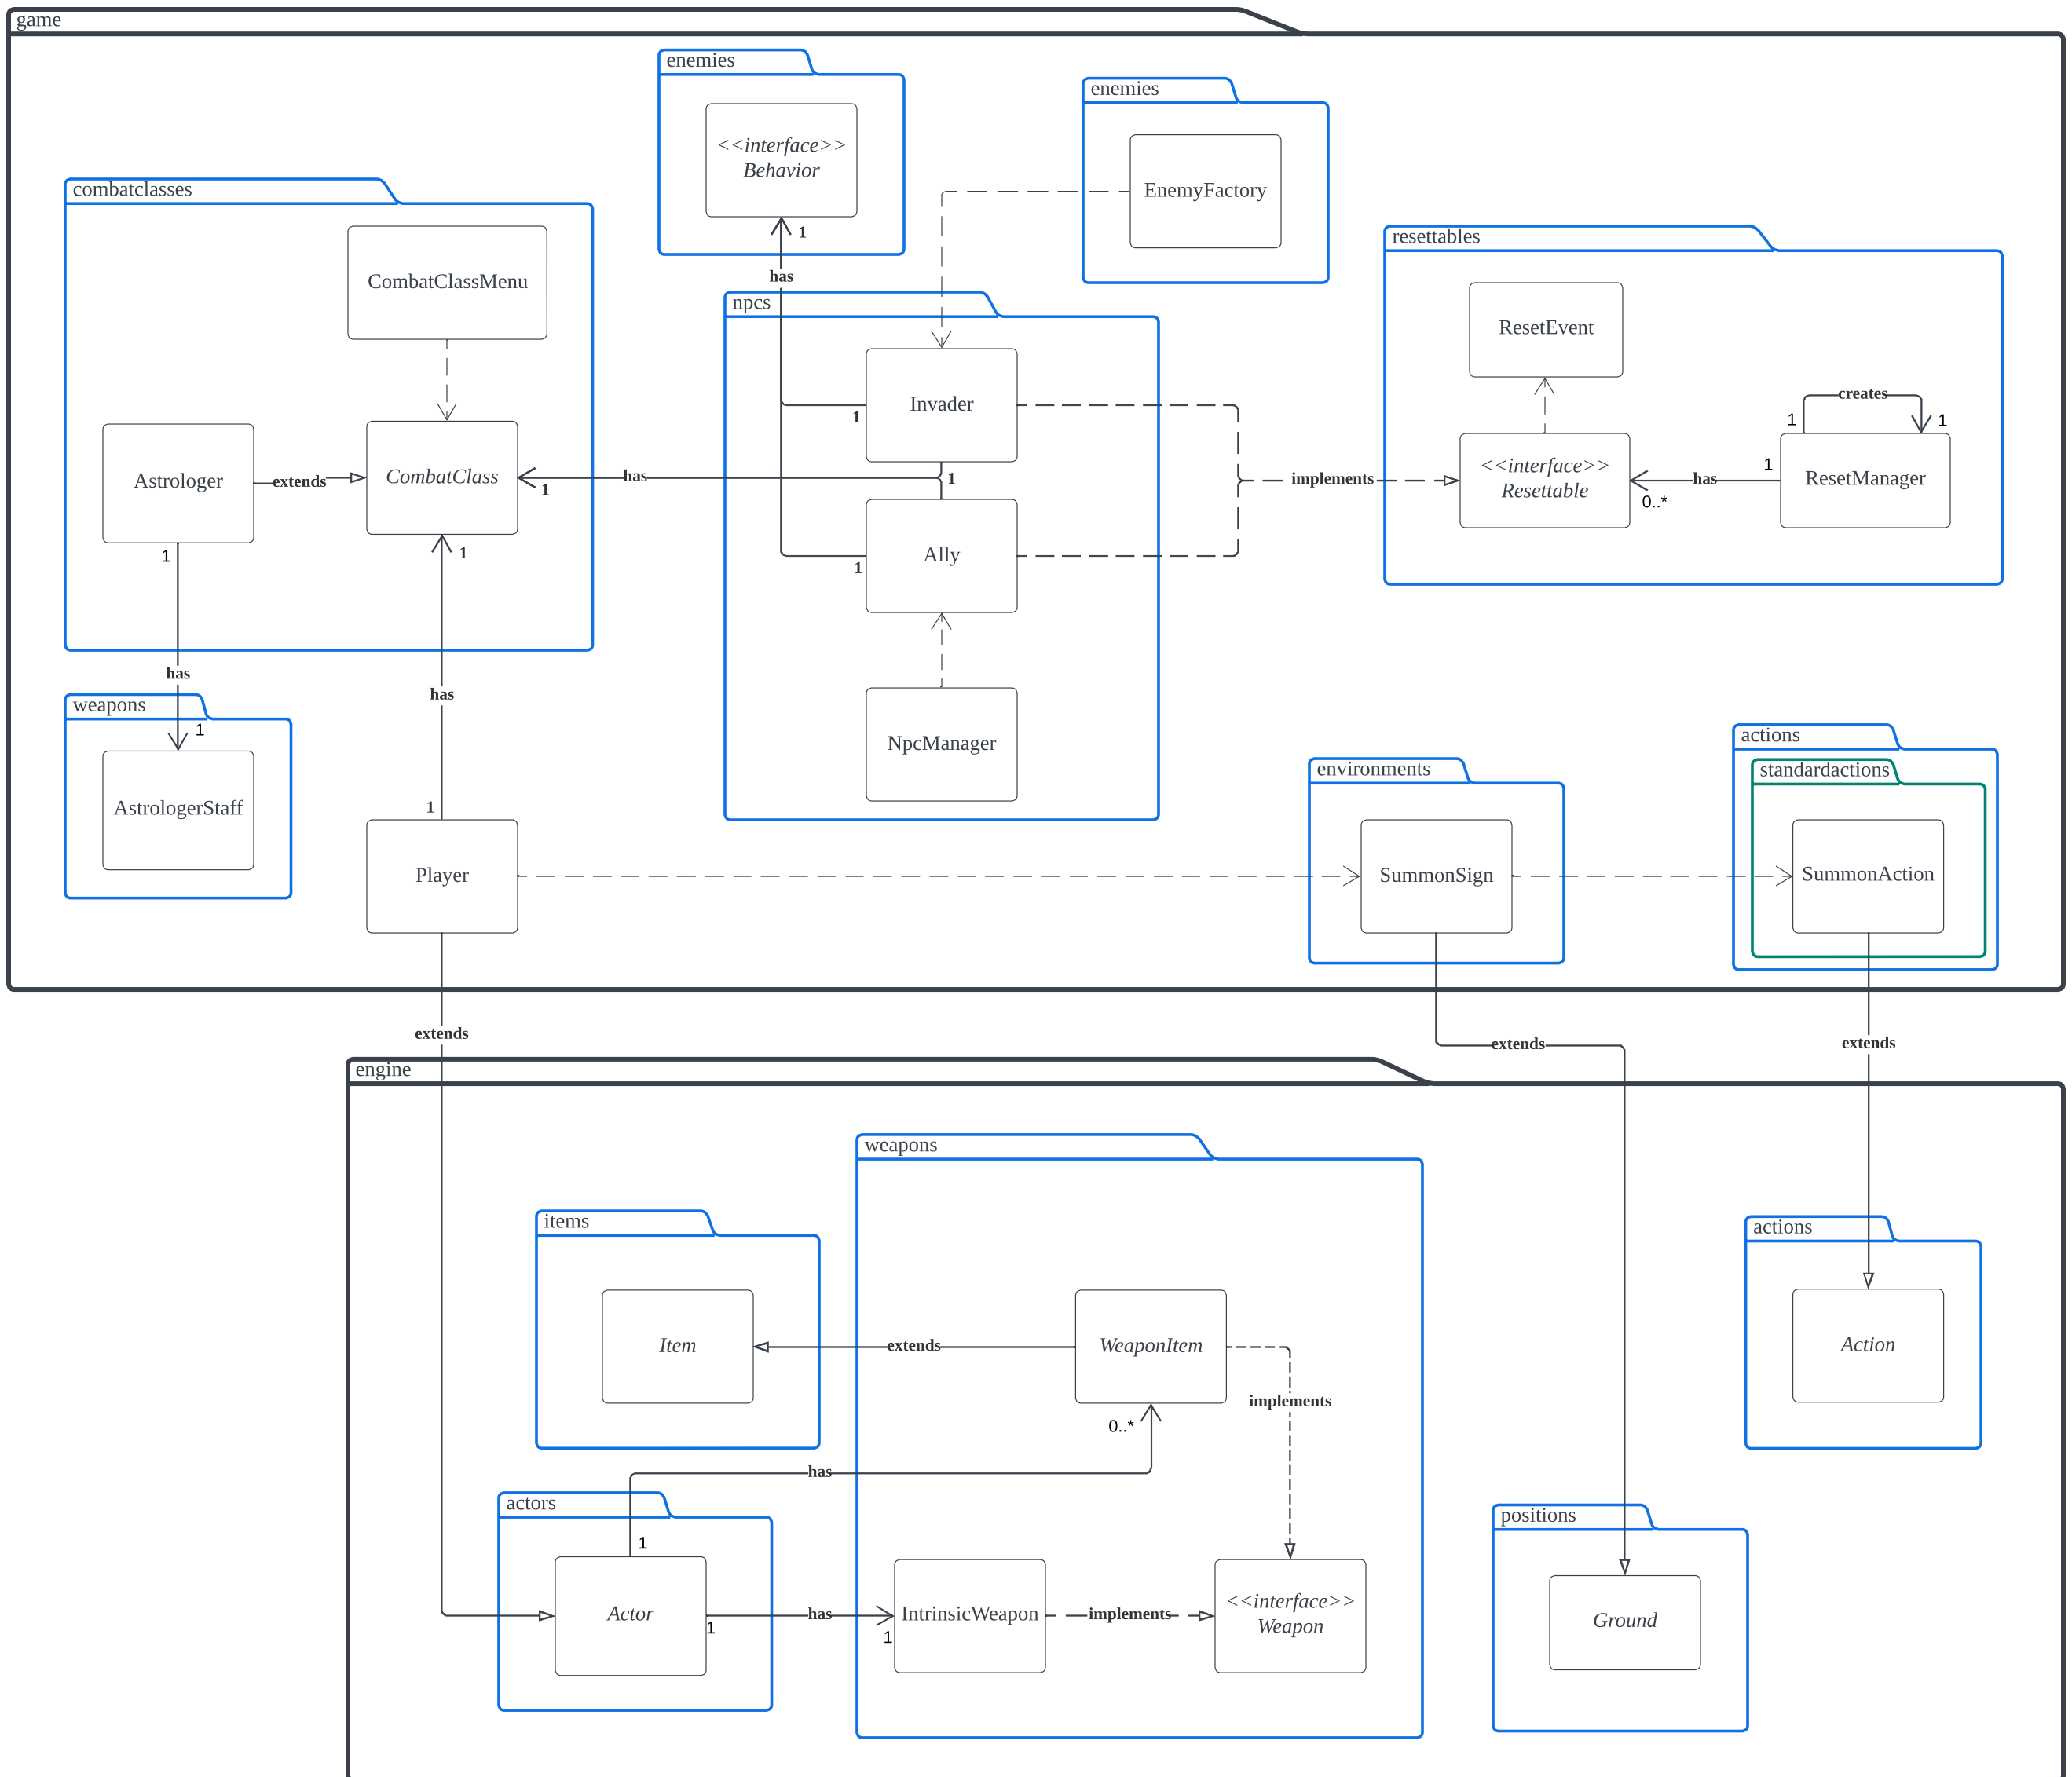 game
enemies
<<interface>>
Behavior
1
has
enemies
EnemyFactory
combatclasses
CombatClassMenu
Astrologer
extends
CombatClass
1
has
1
1
npcs
Invader
1
1
Ally
1
NpcManager
implements
resettables
ResetEvent
<<interface>>
Resettable
0..*
has
1
ResetManager
1
creates
1
has
weapons
1
AstrologerStaff
has
1
Player
environments
SummonSign
actions
standardactions
SummonAction
extends
extends
extends
engine
weapons
items
Item
extends
WeaponItem
implements
0..*
has
actors
1
Actor
1
has
1
IntrinsicWeapon
implements
<<interface>>
Weapon
actions
Action
positions
Ground